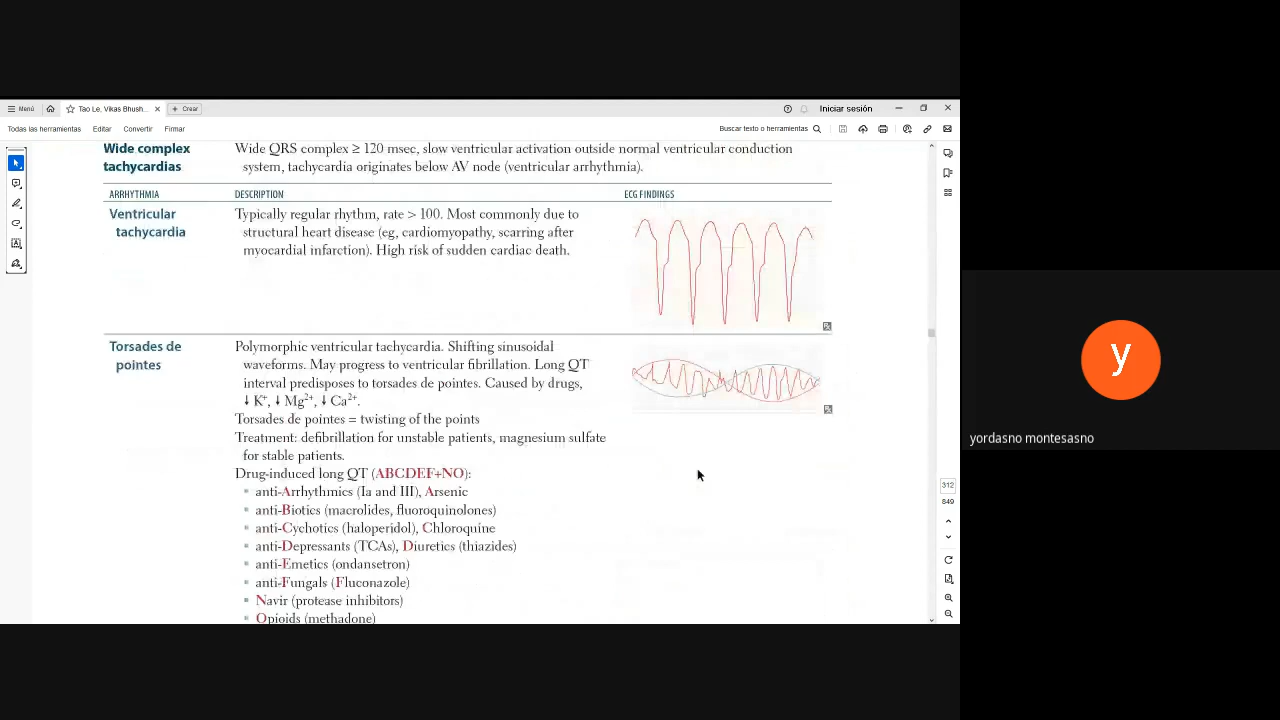 Menú
Tao Le, Vikas Bhush...
Crear
Iniciar sesión
Todas las herramientas
Editar
Convertir
Firmar
Buscar texto o herramientas
Wide complex tachycardias
Wide QRS complex ≥ 120 msec, slow ventricular activation outside normal ventricular conduction
system, tachycardia originates below AV node (ventricular arrhythmia).
ARRHYTHMIA
DESCRIPTION
ECG FINDINGS
Ventricular
tachycardia
Typically regular rhythm, rate > 100. Most commonly due to
structural heart disease (eg, cardiomyopathy, scarring after
myocardial infarction). High risk of sudden cardiac death.
Torsades de
pointes
Polymorphic ventricular tachycardia. Shifting sinusoidal
waveforms. May progress to ventricular fibrillation. Long QT
interval predisposes to torsades de pointes. Caused by drugs,
↓ K+, ↓ Mg2+, ↓ Ca2+.
Torsades de pointes = twisting of the points
Treatment: defibrillation for unstable patients, magnesium sulfate
for stable patients.
Drug-induced long QT (ABCDEF+NO):
anti-Arrhythmics (Ia and III), Arsenic
anti-Biotics (macrolides, fluoroquinolones)
anti-Cychotics (haloperidol), Chloroquine
anti-Depressants (TCAs), Diuretics (thiazides)
anti-Emetics (ondansetron)
anti-Fungals (Fluconazole)
Navir (protease inhibitors)
Opioids (methadone)
312
849
y
yordasno montesasno